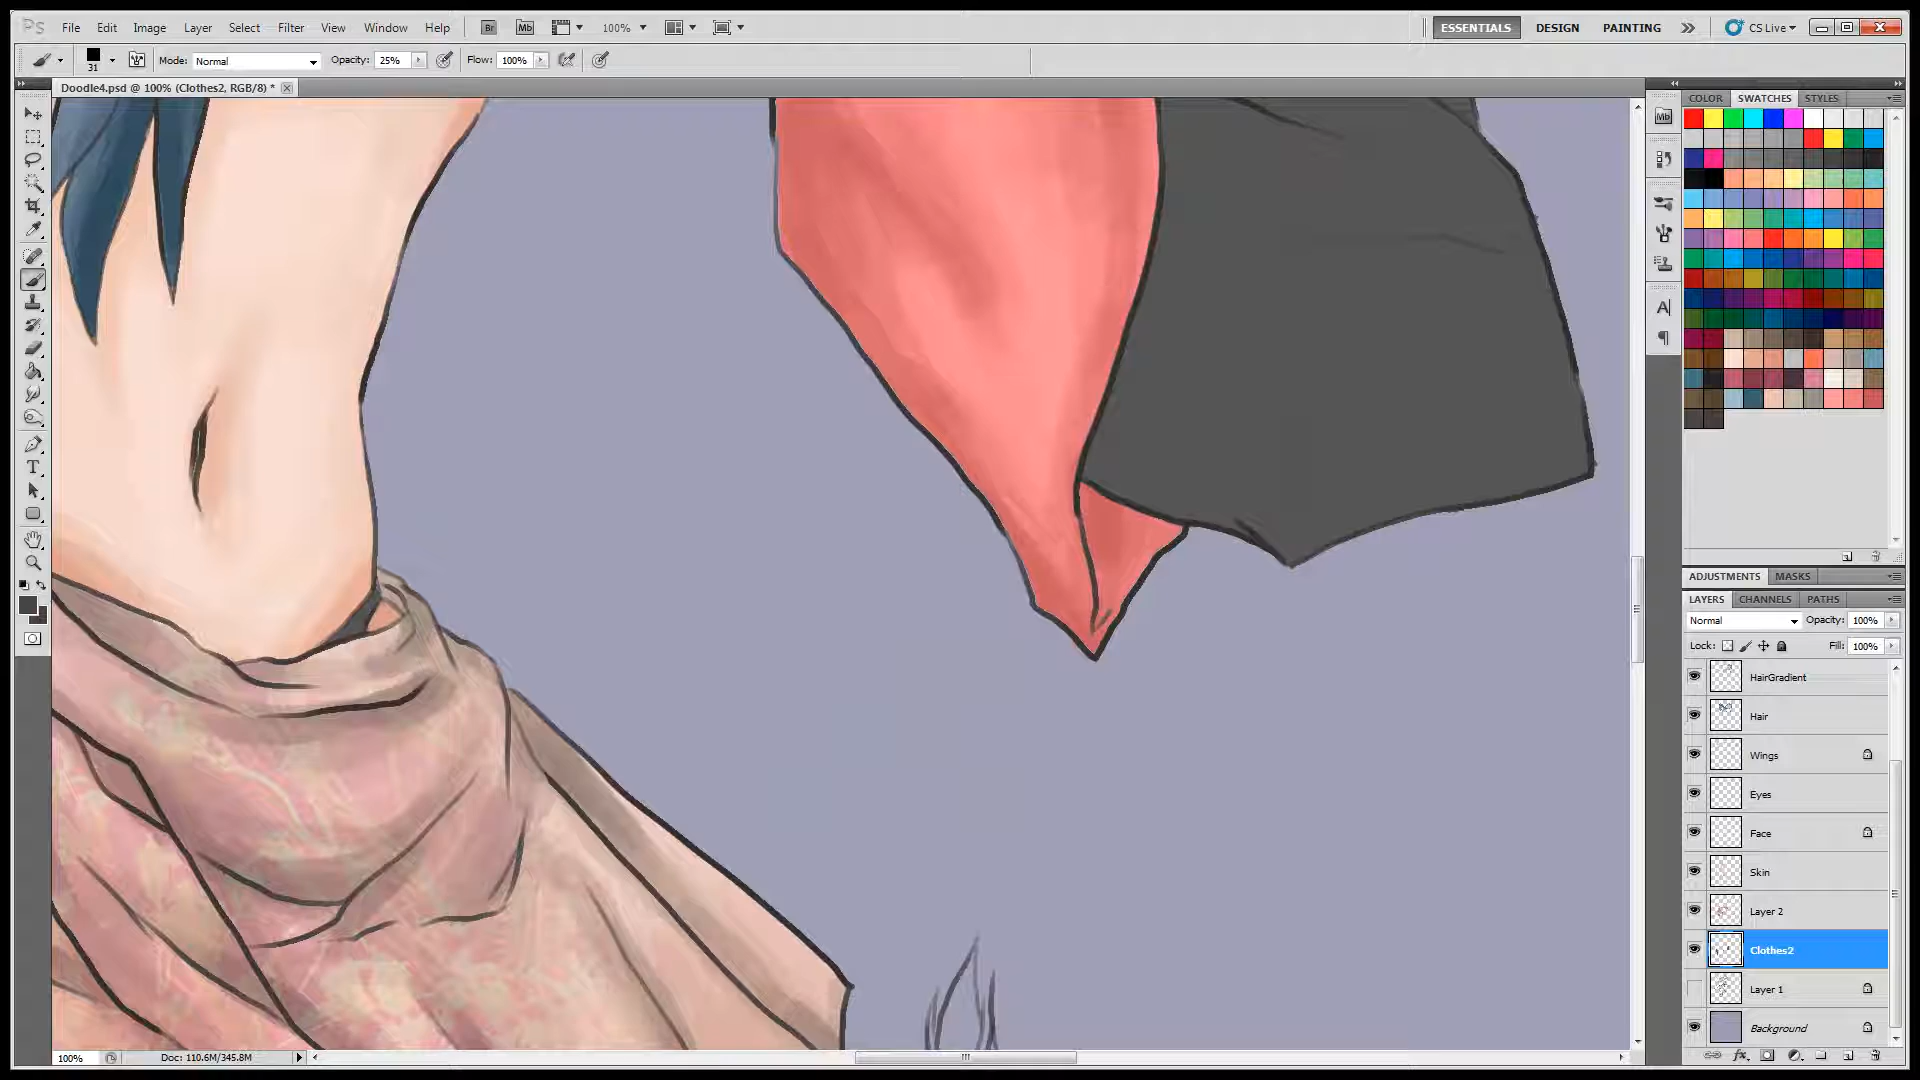 Ps File Edit Image Layer Select Filter View Window Help Br Mb 100% ESSENTIALS DESIGN PAINTING CS Live
31 Mode: Normal Opacity: 25% Flow: 100%
Doodle4.psd @ 100% (Clothes2, RGB/8) *
COLOR SWATCHES STYLES
Mb
A
T
ADJUSTMENTS MASKS
LAYERS CHANNELS PATHS
Normal Opacity: 100%
Lock: Fill: 100%
HairGradient
Hair
Wings
Eyes
Face
Skin
Layer 2
Clothes2
Layer 1
Background
100% Doc: 110.6M/345.8M
fx